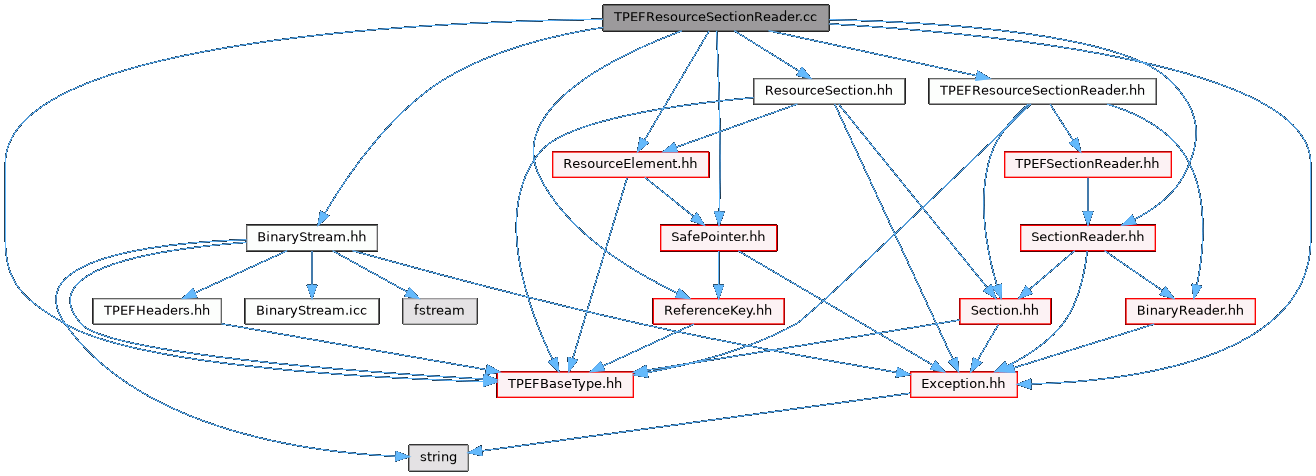 TPEFResourceSectionReader.cc
ResourceSection.hh
TPEFResourceSectionReader.hh
ResourceElement.hh
TPEFSectionReader.hh
BinaryStream.hh
SafePointer.hh
SectionReader.hh
TPEFHeaders.hh
BinaryStream.icc
fstream
ReferenceKey.hh
Section.hh
BinaryReader.hh
TPEFBaseType.hh
Exception.hh
string